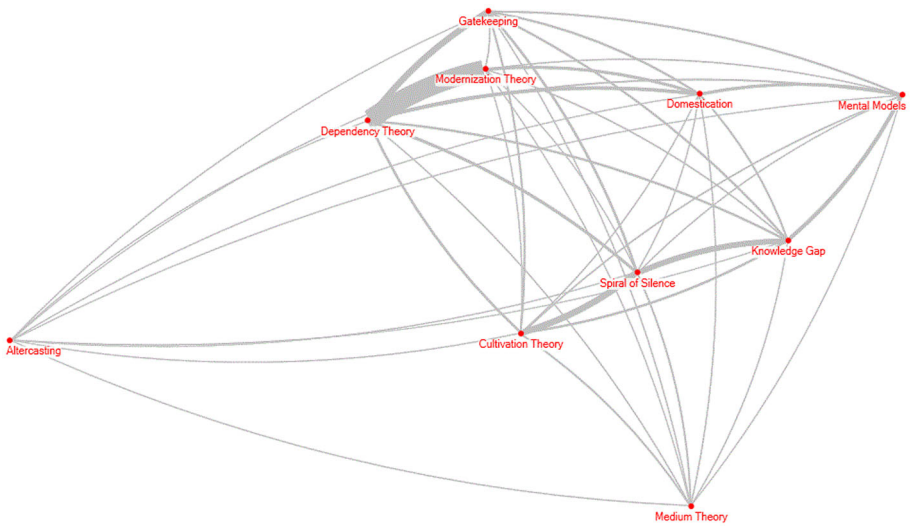 Gatekeeping
Modernization Theory
Mental Models
Domestication
Dependency Theory
Knowledge Gap
Spiral of Silence
Cultivation Theory
Altercasting
Medium Theory